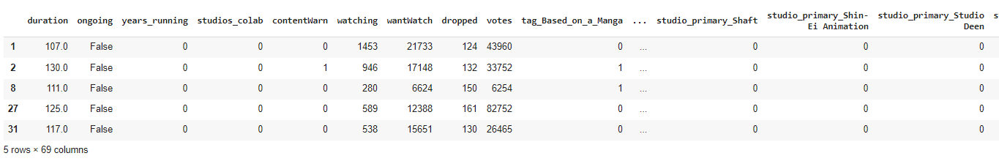 duration ongoing years_running studios_colab contentWarn watching wantWatch dropped votes tag_Based_on_a_Manga ... studio_primary_Shaft studio_primary_Shin-Ei Animation studio_primary_Studio Deen s
1 107.0 False 0 0 0 1453 21733 124 43960 0 ... 0 0 0
2 130.0 False 0 0 1 946 17148 132 33752 1 ... 0 0 0
8 111.0 False 0 0 0 280 6624 150 6254 1 ... 0 0 0
27 125.0 False 0 0 0 589 12388 161 82752 0 ... 0 0 0
31 117.0 False 0 0 0 538 15651 130 26465 0 ... 0 0 0
5 rows × 69 columns